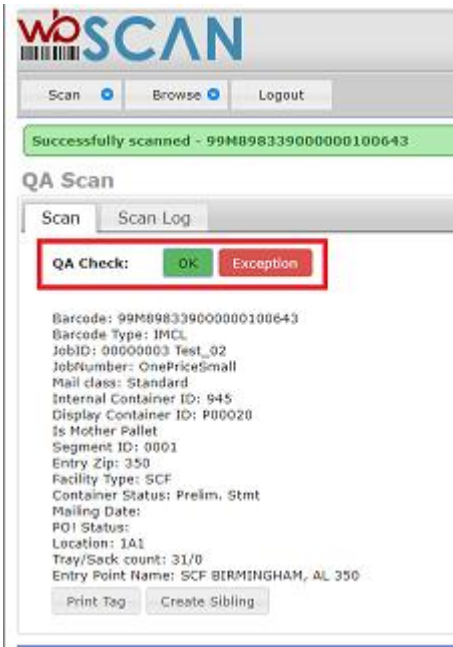 wbSCAN
Scan Browse Logout
Successfully scanned - 99M898339000000100643
QA Scan
Scan Scan Log
QA Check: OK Exception
Barcode: 99M898339000000100643
Barcode Type: IMCL
JobID: 00000003 Test_02
JobNumber: OnePriceSmall
Mail class: Standard
Internal Container ID: 945
Display Container ID: P00020
Is Mother Pallet
Segment ID: 0001
Entry Zip: 350
Facility Type: SCF
Container Status: Prelim. Stmt
Mailing Date:
PO! Status:
Location: 1A1
Tray/Sack count: 31/0
Entry Point Name: SCF BIRMINGHAM, AL 350
Print Tag Create Sibling